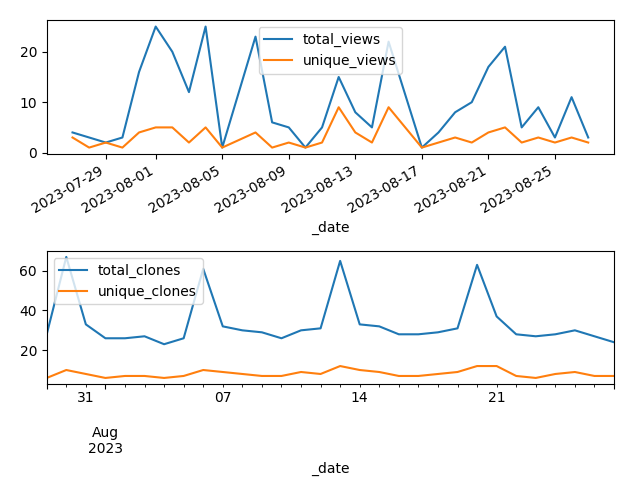 total_views
unique_views
20
10
0
2023-07-29
2023-08-01
2023-08-05
2023-08-09
2023-08-13
2023-08-17
2023-08-21
2023-08-25
_date
total_clones
unique_clones
60
40
20
31
07
14
21
Aug
2023
_date